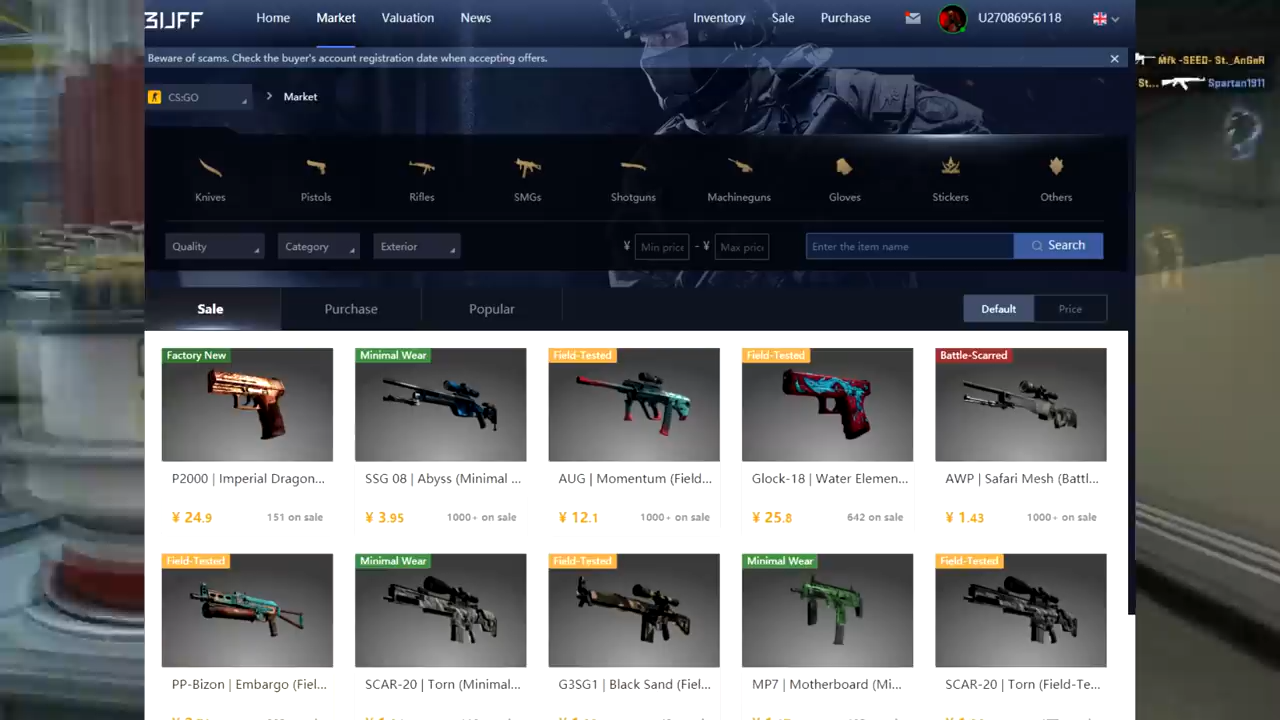 BUFF Home Market Valuation News Inventory Sale Purchase U27086956118
Beware of scams. Check the buyer's account registration date when accepting offers.
Mfk -SEED- St._AnGeR
St... Spartan1911
CS:GO Market
Knives Pistols Rifles SMGs Shotguns Machineguns Gloves Stickers Others
Quality Category Exterior ¥ Min price - ¥ Max price Enter the item name Search
Sale Purchase Popular Default Price
Factory New Minimal Wear Field-Tested Field-Tested Battle-Scarred
P2000 | Imperial Dragon... SSG 08 | Abyss (Minimal ... AUG | Momentum (Field... Glock-18 | Water Elemen... AWP | Safari Mesh (Battl...
¥ 24.9 151 on sale ¥ 3.95 1000+ on sale ¥ 12.1 1000+ on sale ¥ 25.8 642 on sale ¥ 1.43 1000+ on sale
Field-Tested Minimal Wear Field-Tested Minimal Wear Field-Tested
PP-Bizon | Embargo (Fiel... SCAR-20 | Torn (Minimal... G3SG1 | Black Sand (Fiel... MP7 | Motherboard (Mi... SCAR-20 | Torn (Field-Te...